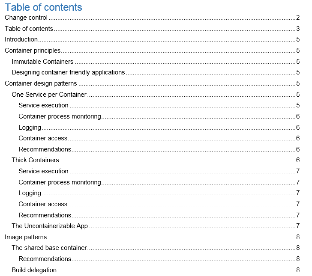 Table of contents
Change control 2
Table of contents 3
Introduction 5
Container principles 5
Immutable Containers 5
Designing container friendly applications 5
Container design patterns 5
One Service per Container 5
Service execution 5
Container process monitoring 6
Logging 6
Container access 6
Recommendations 6
Thick Containers 6
Service execution 7
Container process monitoring 7
Logging 7
Container access 7
Recommendations 7
The Uncontainerizable App 7
Image patterns 8
The shared base container 8
Recommendations 8
Build delegation 8